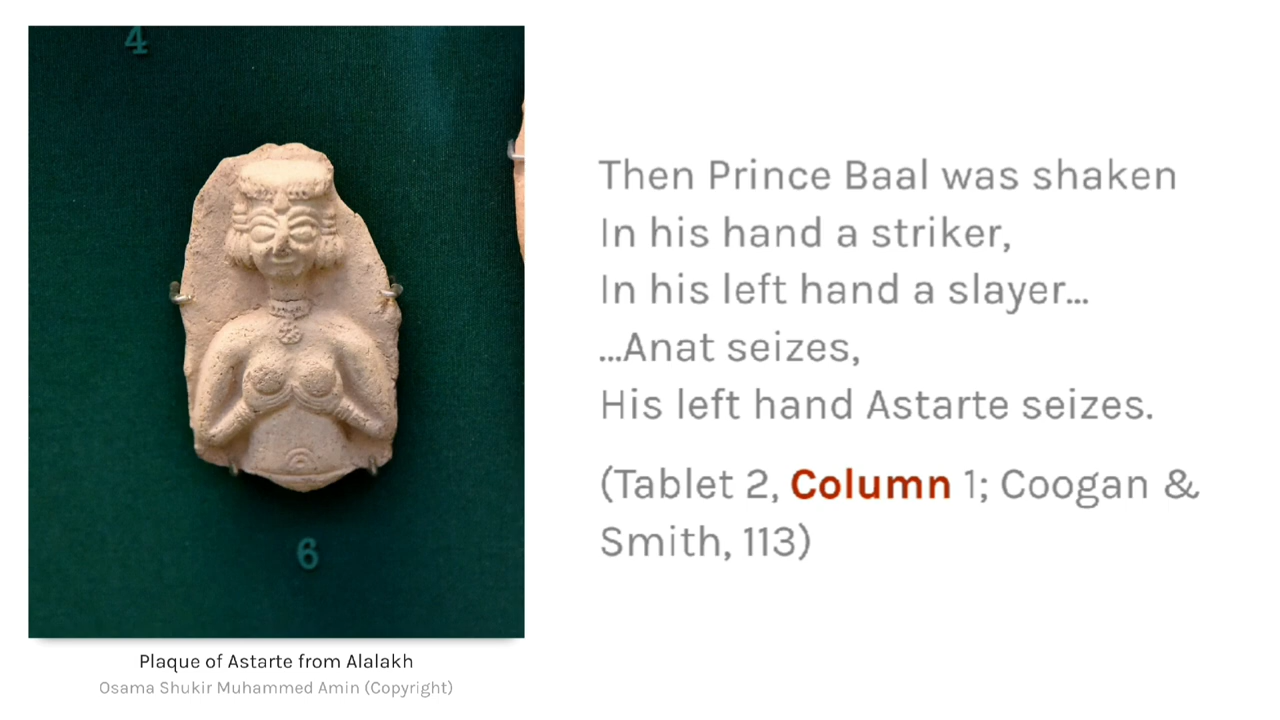 4
6
Plaque of Astarte from Alalakh
Osama Shukir Muhammed Amin (Copyright)
Then Prince Baal was shaken
In his hand a striker,
In his left hand a slayer...
...Anat seizes,
His left hand Astarte seizes.
(Tablet 2, Column 1; Coogan &
Smith, 113)